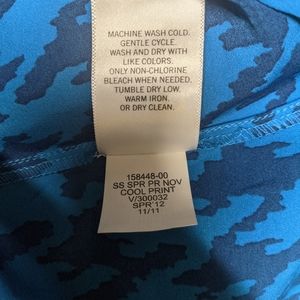 MACHINE WASH COLD.
GENTLE CYCLE.
WASH AND DRY WITH
LIKE COLORS.
ONLY NON-CHLORINE
BLEACH WHEN NEEDED.
TUMBLE DRY LOW.
WARM IRON.
OR DRY CLEAN.
158448-00
SS SPR PR NOV
COOL PRINT
V/300032
SPR'12
11/11